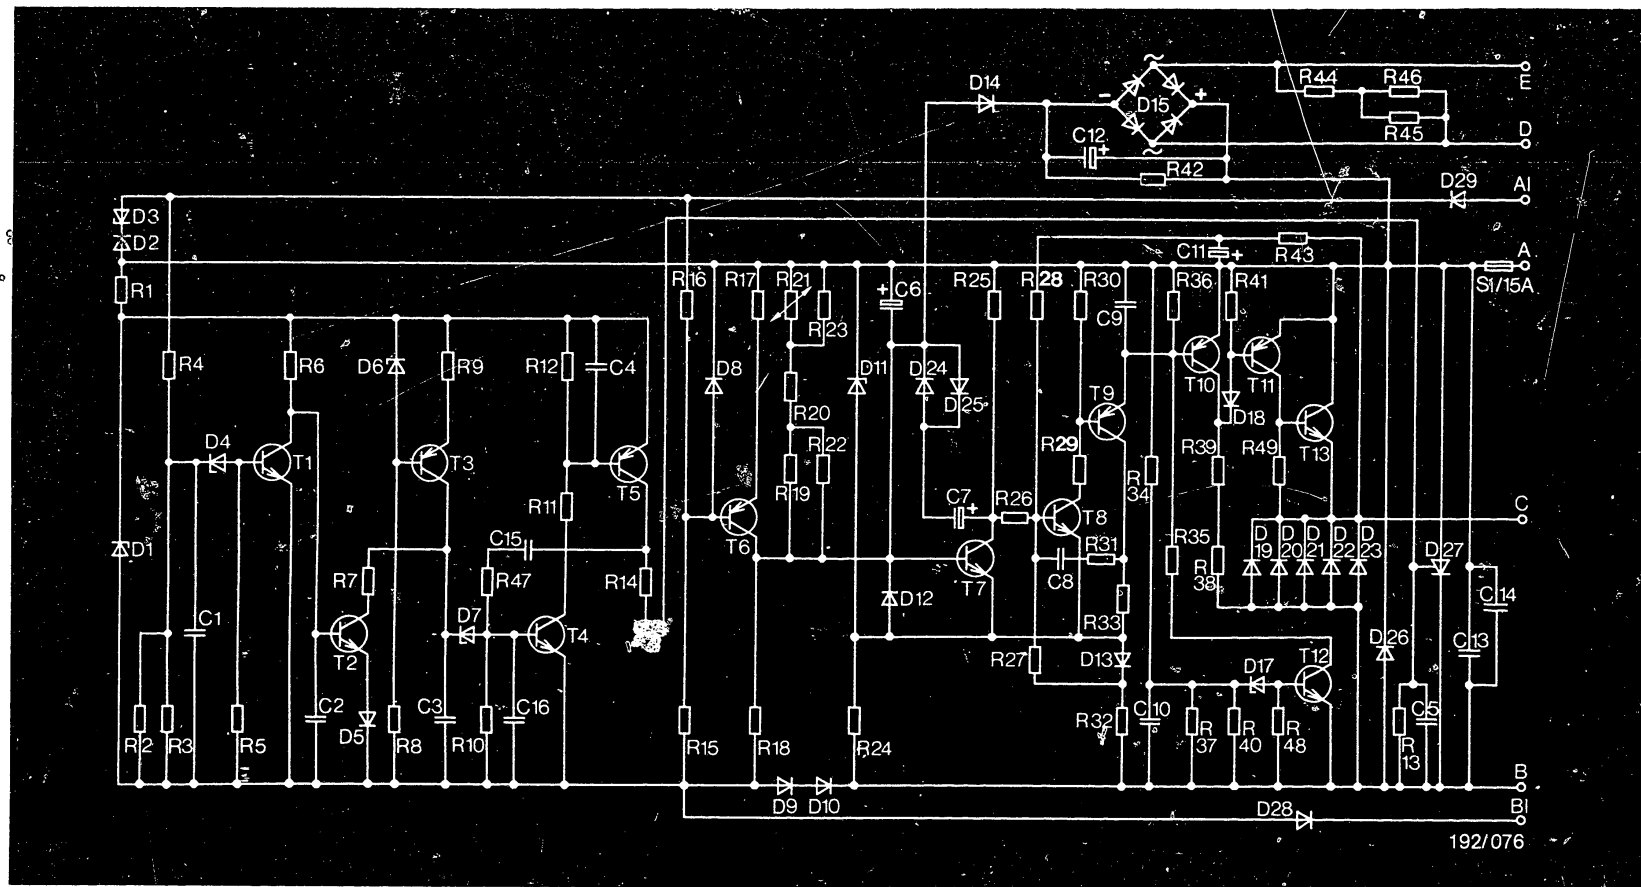 E
R44 R46
D14
D15
- +
R45
D
C12 +
R42
D29 A1
D3
D2
A
C11 + R43
R1
R16 R17 R21 + C6 R25 R28 R30 R36 R41
S1/15A
R23 C9
R4 R6 D6 R9 R12 C4 D8 D11 D24
T10 T11
T9 D18
D25
R20
D4 R22 R29 R39 R49 T13
T1 T3 T5
R19 R34
C7 + R26
R11 T8
C
C15 T6
D1 R31 R35 D19 D20 D21 D22 D23 D27
R7 R47 R14 T7 C8 R38
D12 C14
C1 D7 R33
T4 D26 C13
T2 R27 D13 D17 T12
C2 C3 C16 C10 C5
R2 R3 R5 D5 R8 R10 R15 R18 R24 R32 R37 R40 R48 R13
B
D9 D10 B1
D28
192/076